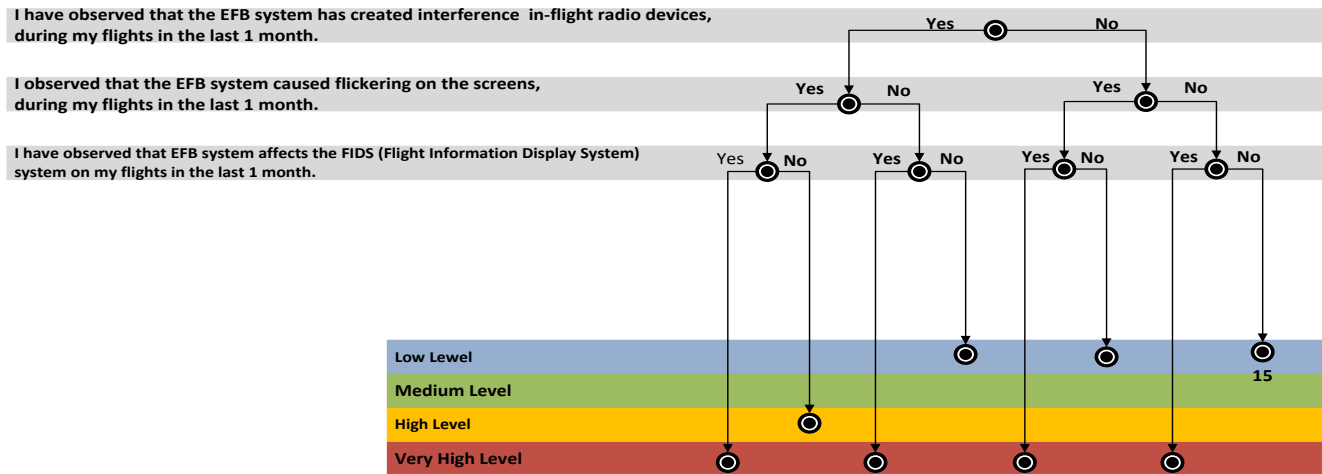 I have observed that the EFB system has created interference in-flight radio devices,
during my flights in the last 1 month.
Yes No
I observed that the EFB system caused flickering on the screens,
during my flights in the last 1 month.
Yes No Yes No
I have observed that EFB system affects the FIDS (Flight Information Display System)
system on my flights in the last 1 month.
Yes No Yes No Yes No Yes No
Low Lewel
15
Medium Level
High Level
Very High Level